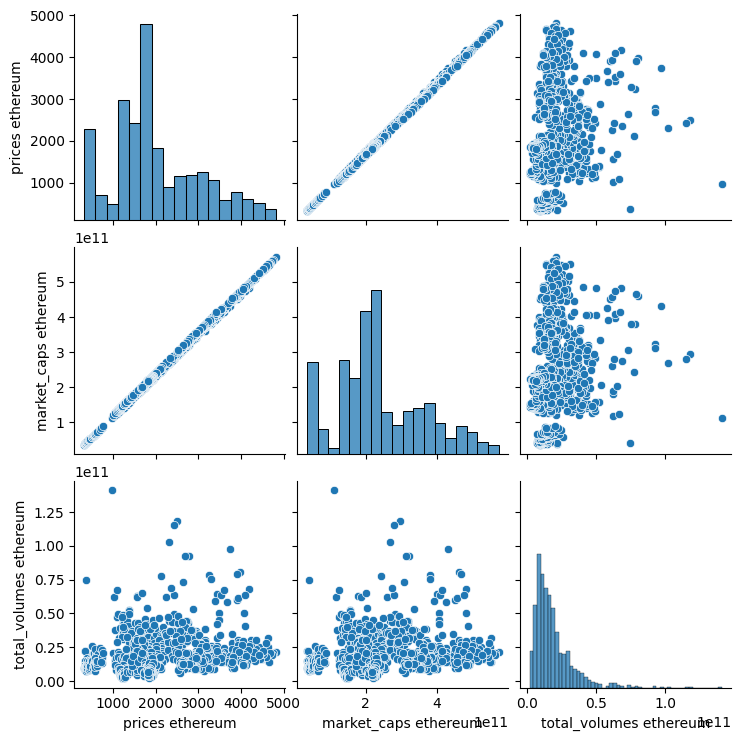 5000
4000
3000
2000
1000
prices ethereum
1e11
5
4
3
2
1
market_caps ethereum
1e11
1.25
1.00
0.75
0.50
0.25
0.00
total_volumes ethereum
1000 2000 3000 4000 5000
prices ethereum
2 4
1e11
market_caps ethereum
0.0 0.5 1.0
1e11
total_volumes ethereum